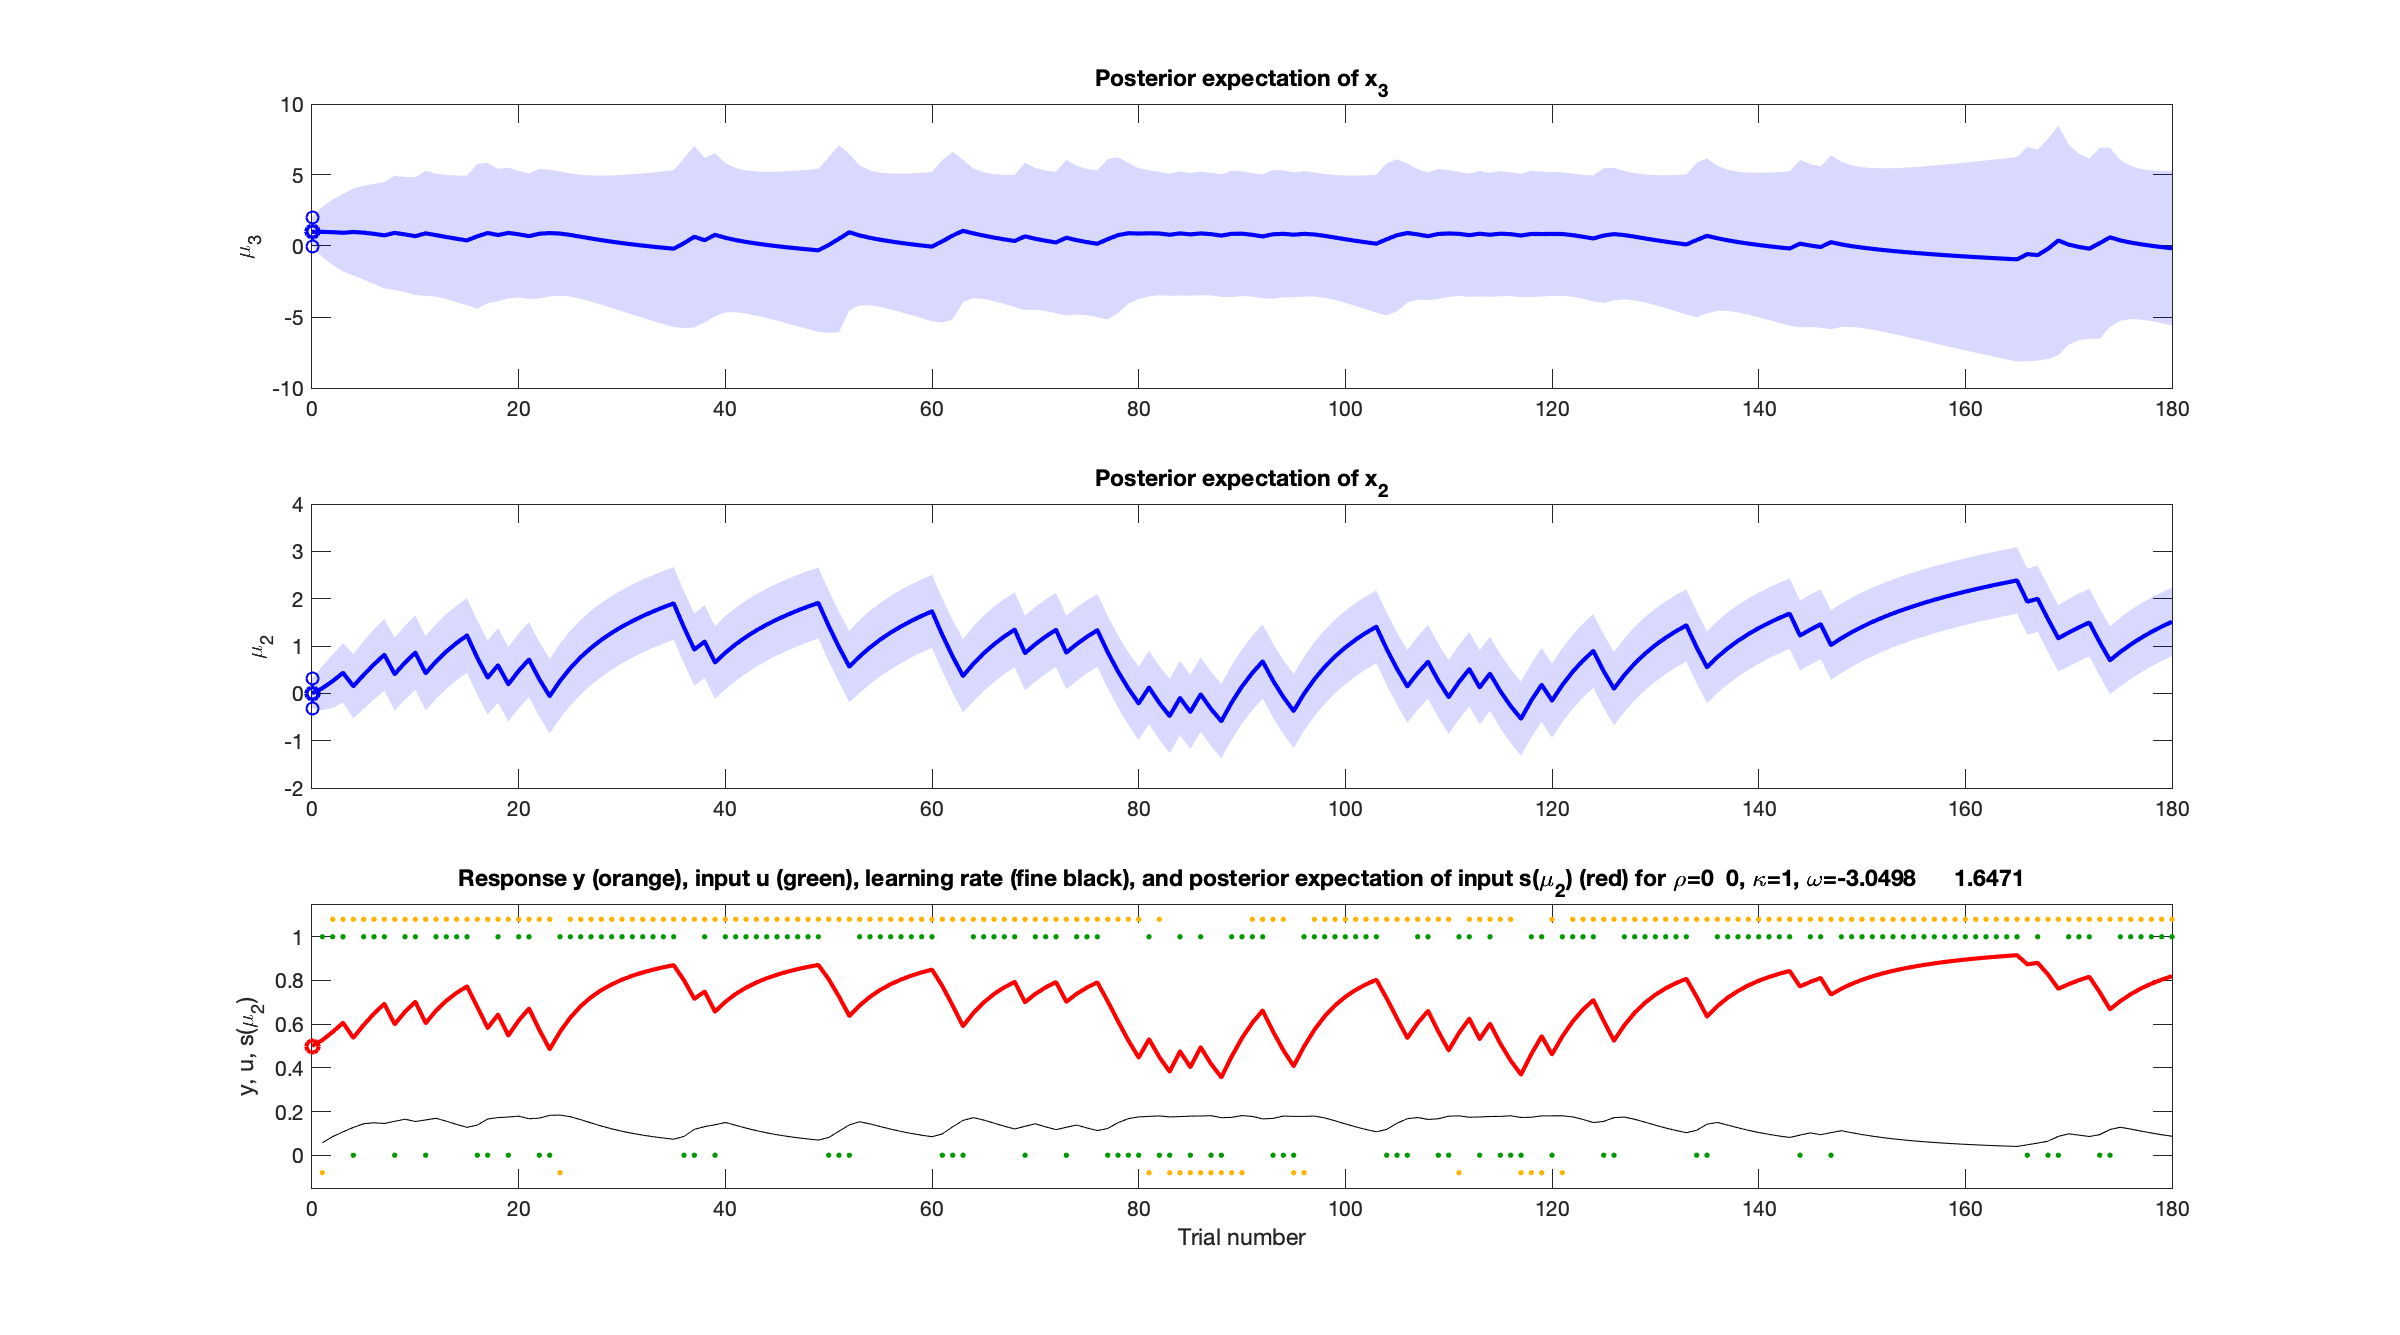 Posterior expectation of x3
10
5
0
-5
-10
μ3
0 20 40 60 80 100 120 140 160 180
Posterior expectation of x2
4
3
2
1
0
-1
-2
μ2
0 20 40 60 80 100 120 140 160 180
Response y (orange), input u (green), learning rate (fine black), and posterior expectation of input s(μ2) (red) for ρ=0 0, κ=1, ω=-3.0498 1.6471
1
0.8
0.6
0.4
0.2
0
y, u, s(μ2)
0 20 40 60 80 100 120 140 160 180
Trial number